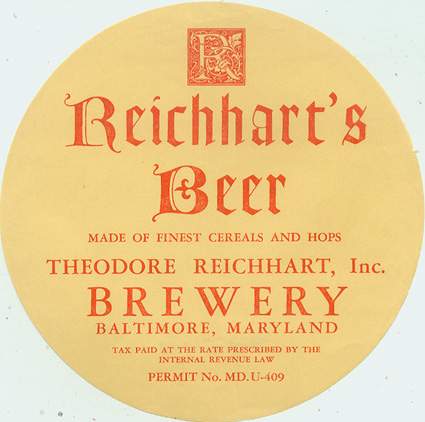 R
Reichhart's
Beer
MADE OF FINEST CEREALS AND HOPS
THEODORE REICHHART, Inc.
BREWERY
BALTIMORE, MARYLAND
TAX PAID AT THE RATE PRESCRIBED BY THE
INTERNAL REVENUE LAW
PERMIT No. MD.U-409